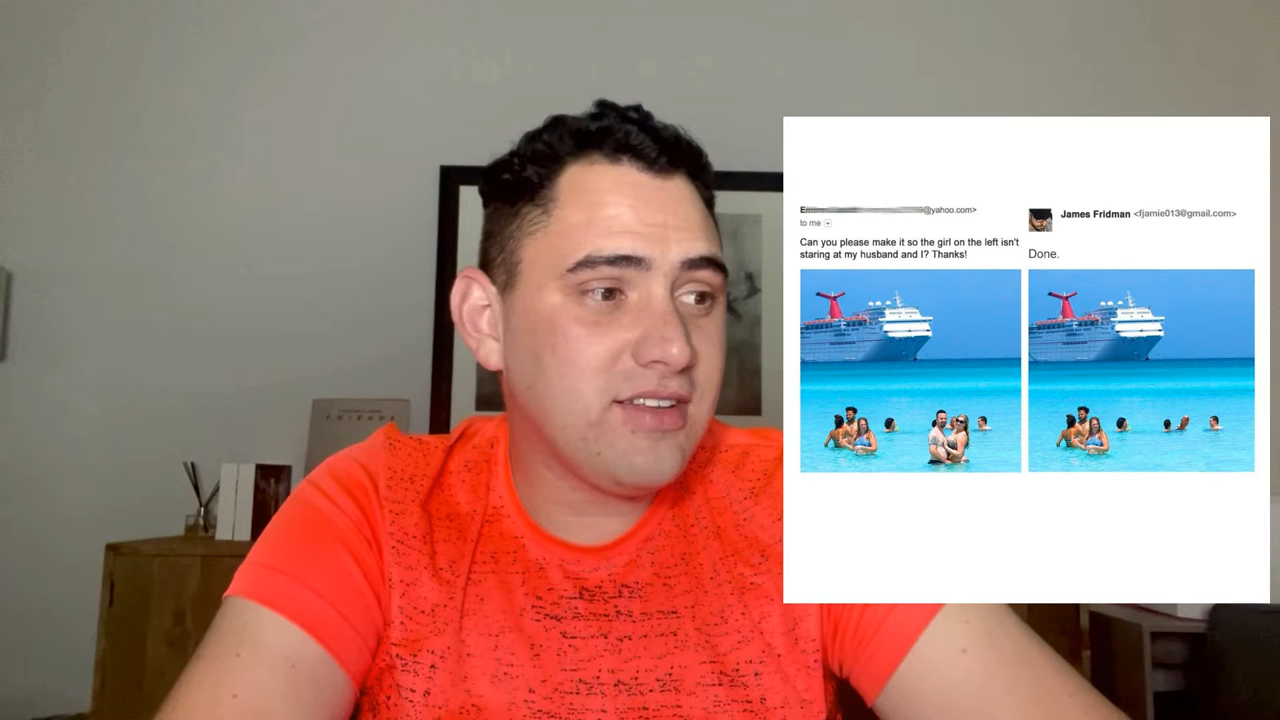 @yahoo.com>
to me
Can you please make it so the girl on the left isn't
staring at my husband and I? Thanks!
James Fridman <fjamie013@gmail.com>
Done.
FRIENDS